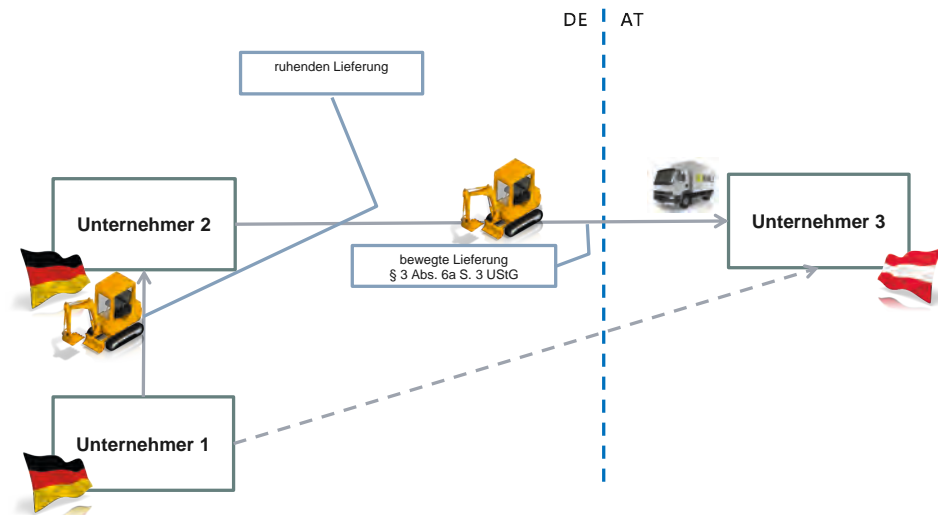 DE
AT
ruhenden Lieferung
Unternehmer 2
Unternehmer 3
bewegte Lieferung
§ 3 Abs. 6a S. 3 UStG
Unternehmer 1